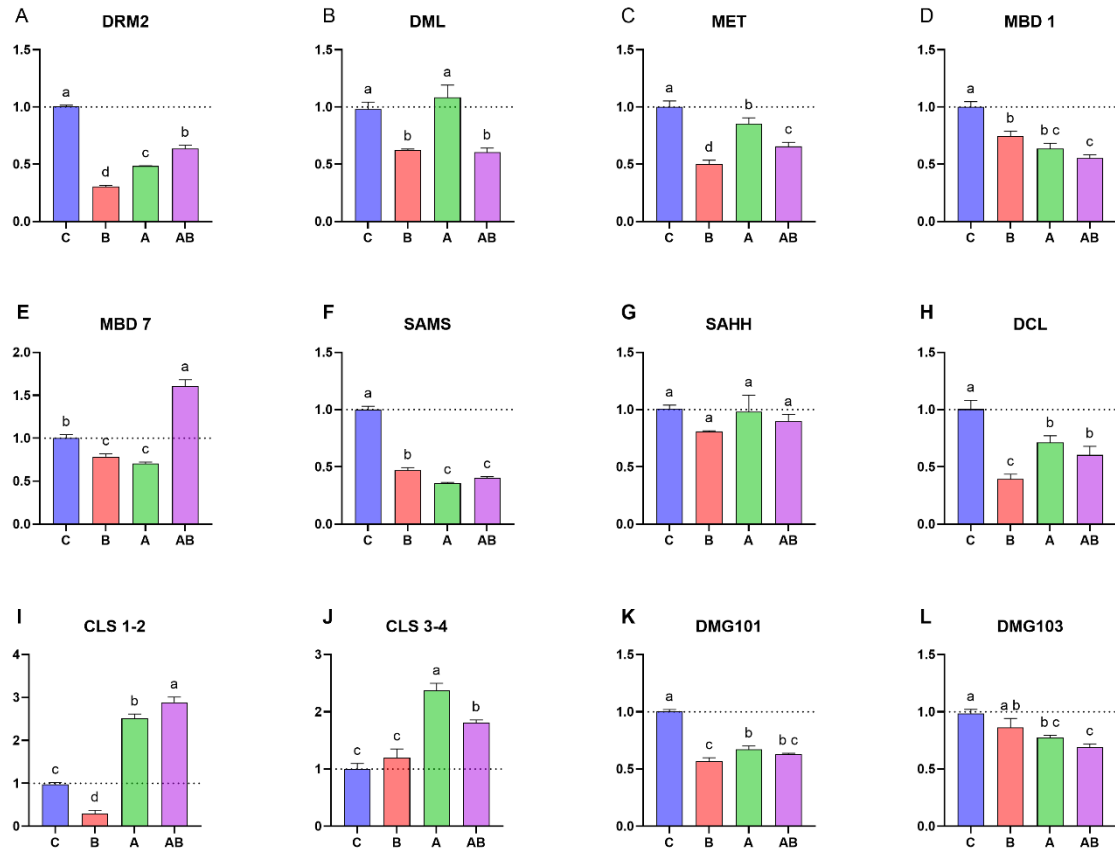 A DRM2
1.5
1.0
0.5
0.0
a
d
c
b
C B A AB
B DML
1.5
1.0
0.5
0.0
a
b
a
b
C B A AB
C MET
1.5
1.0
0.5
0.0
a
d
b
c
C B A AB
D MBD 1
1.5
1.0
0.5
0.0
a
b
b c
c
C B A AB
E MBD 7
2.0
1.5
1.0
0.5
0.0
b
c
c
a
C B A AB
F SAMS
1.5
1.0
0.5
0.0
a
b
c
c
C B A AB
G SAHH
1.5
1.0
0.5
0.0
a
a
a
a
C B A AB
H DCL
1.5
1.0
0.5
0.0
a
c
b
b
C B A AB
I CLS 1-2
4
3
2
1
0
c
d
b
a
C B A AB
J CLS 3-4
3
2
1
0
c
c
a
b
C B A AB
K DMG101
1.5
1.0
0.5
0.0
a
c
b
b c
C B A AB
L DMG103
1.5
1.0
0.5
0.0
a
a b
b c
c
C B A AB